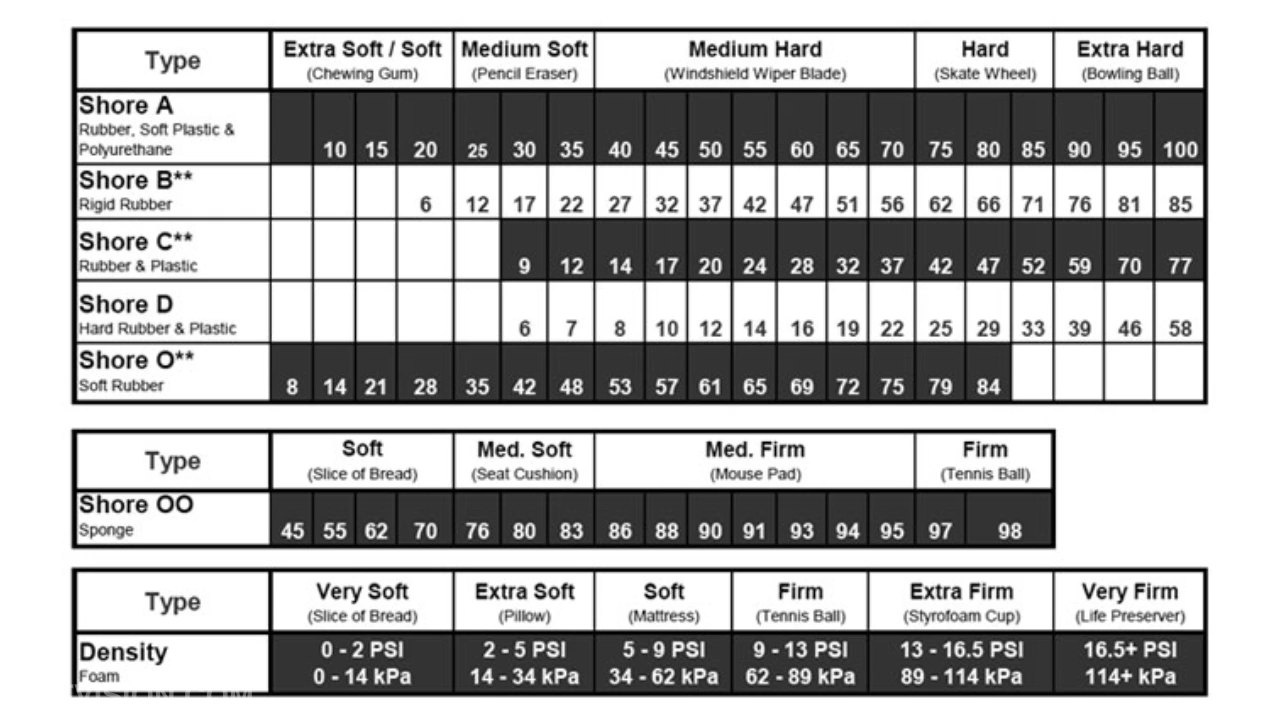 Type Extra Soft / Soft Medium Soft Medium Hard Hard Extra Hard
(Chewing Gum) (Pencil Eraser) (Windshield Wiper Blade) (Skate Wheel) (Bowling Ball)
Shore A
Rubber, Soft Plastic &
Polyurethane 10 15 20 25 30 35 40 45 50 55 60 65 70 75 80 85 90 95 100
Shore B**
Rigid Rubber 6 12 17 22 27 32 37 42 47 51 56 62 66 71 76 81 85
Shore C**
Rubber & Plastic 9 12 14 17 20 24 28 32 37 42 47 52 59 70 77
Shore D
Hard Rubber & Plastic 6 7 8 10 12 14 16 19 22 25 29 33 39 46 58
Shore O**
Soft Rubber 8 14 21 28 35 42 48 53 57 61 65 69 72 75 79 84
Type Soft Med. Soft Med. Firm Firm
(Slice of Bread) (Seat Cushion) (Mouse Pad) (Tennis Ball)
Shore OO
Sponge 45 55 62 70 76 80 83 86 88 90 91 93 94 95 97 98
Type Very Soft Extra Soft Soft Firm Extra Firm Very Firm
(Slice of Bread) (Pillow) (Mattress) (Tennis Ball) (Styrofoam Cup) (Life Preserver)
Density 0 - 2 PSI 2 - 5 PSI 5 - 9 PSI 9 - 13 PSI 13 - 16.5 PSI 16.5+ PSI
Foam 0 - 14 kPa 14 - 34 kPa 34 - 62 kPa 62 - 89 kPa 89 - 114 kPa 114+ kPa